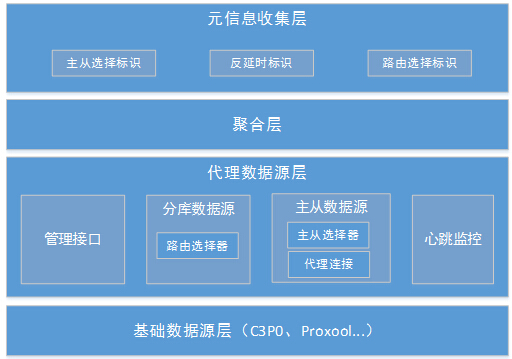 元信息收集层
主从选择标识
反延时标识
路由选择标识
聚合层
代理数据源层
管理接口
分库数据源
路由选择器
主从数据源
主从选择器
代理连接
心跳监控
基础数据源层（C3P0、Proxool...）